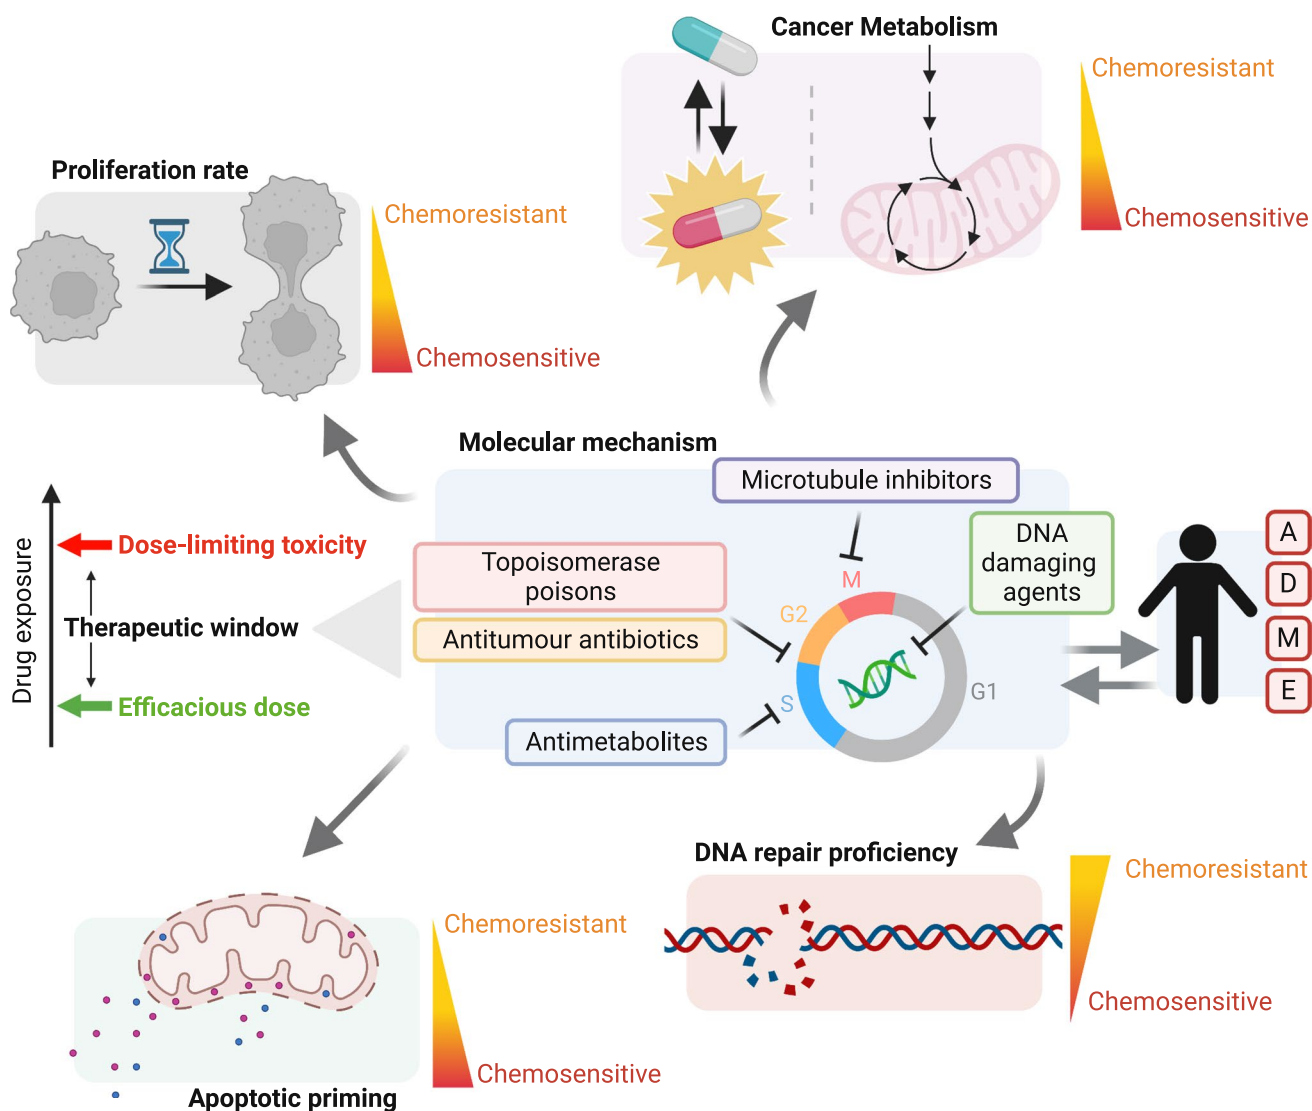 Cancer Metabolism
Chemoresistant
Chemosensitive
Proliferation rate
Chemoresistant
Chemosensitive
Molecular mechanism
Microtubule inhibitors
DNA
damaging
agents
Topoisomerase
poisons
Antitumour antibiotics
Antimetabolites
M
G2
S
G1
Drug exposure
Dose-limiting toxicity
Therapeutic window
Efficacious dose
A
D
M
E
DNA repair proficiency
Chemoresistant
Chemosensitive
Chemoresistant
Chemosensitive
Apoptotic priming